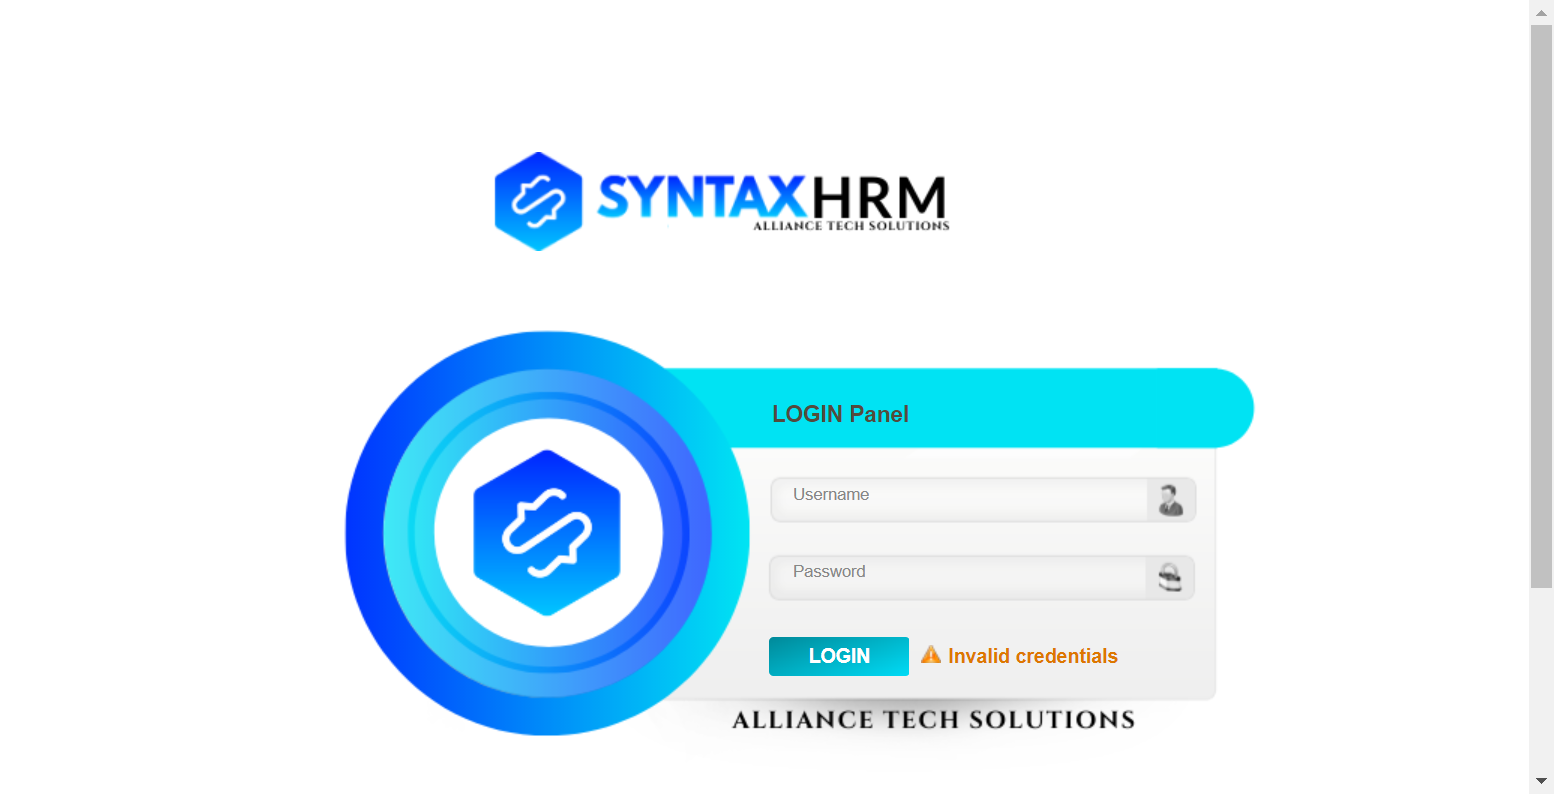 SYNTAXHRM
ALLIANCE TECH SOLUTIONS
LOGIN Panel
Username
Password
LOGIN
Invalid credentials
ALLIANCE TECH SOLUTIONS